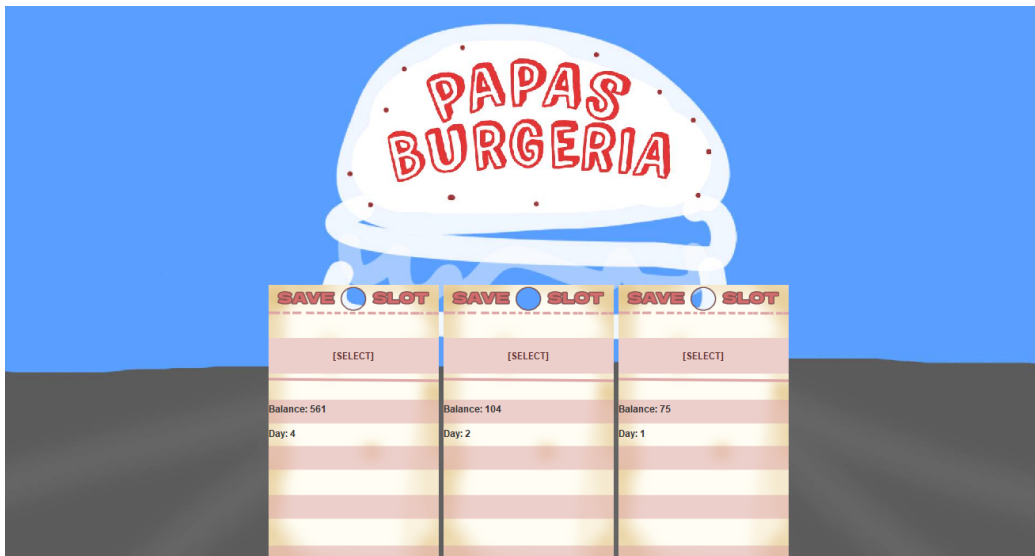 PAPAS
BURGERIA
SAVE SLOT
[SELECT]
Balance: 561
Day: 4
SAVE SLOT
[SELECT]
Balance: 104
Day: 2
SAVE SLOT
[SELECT]
Balance: 75
Day: 1